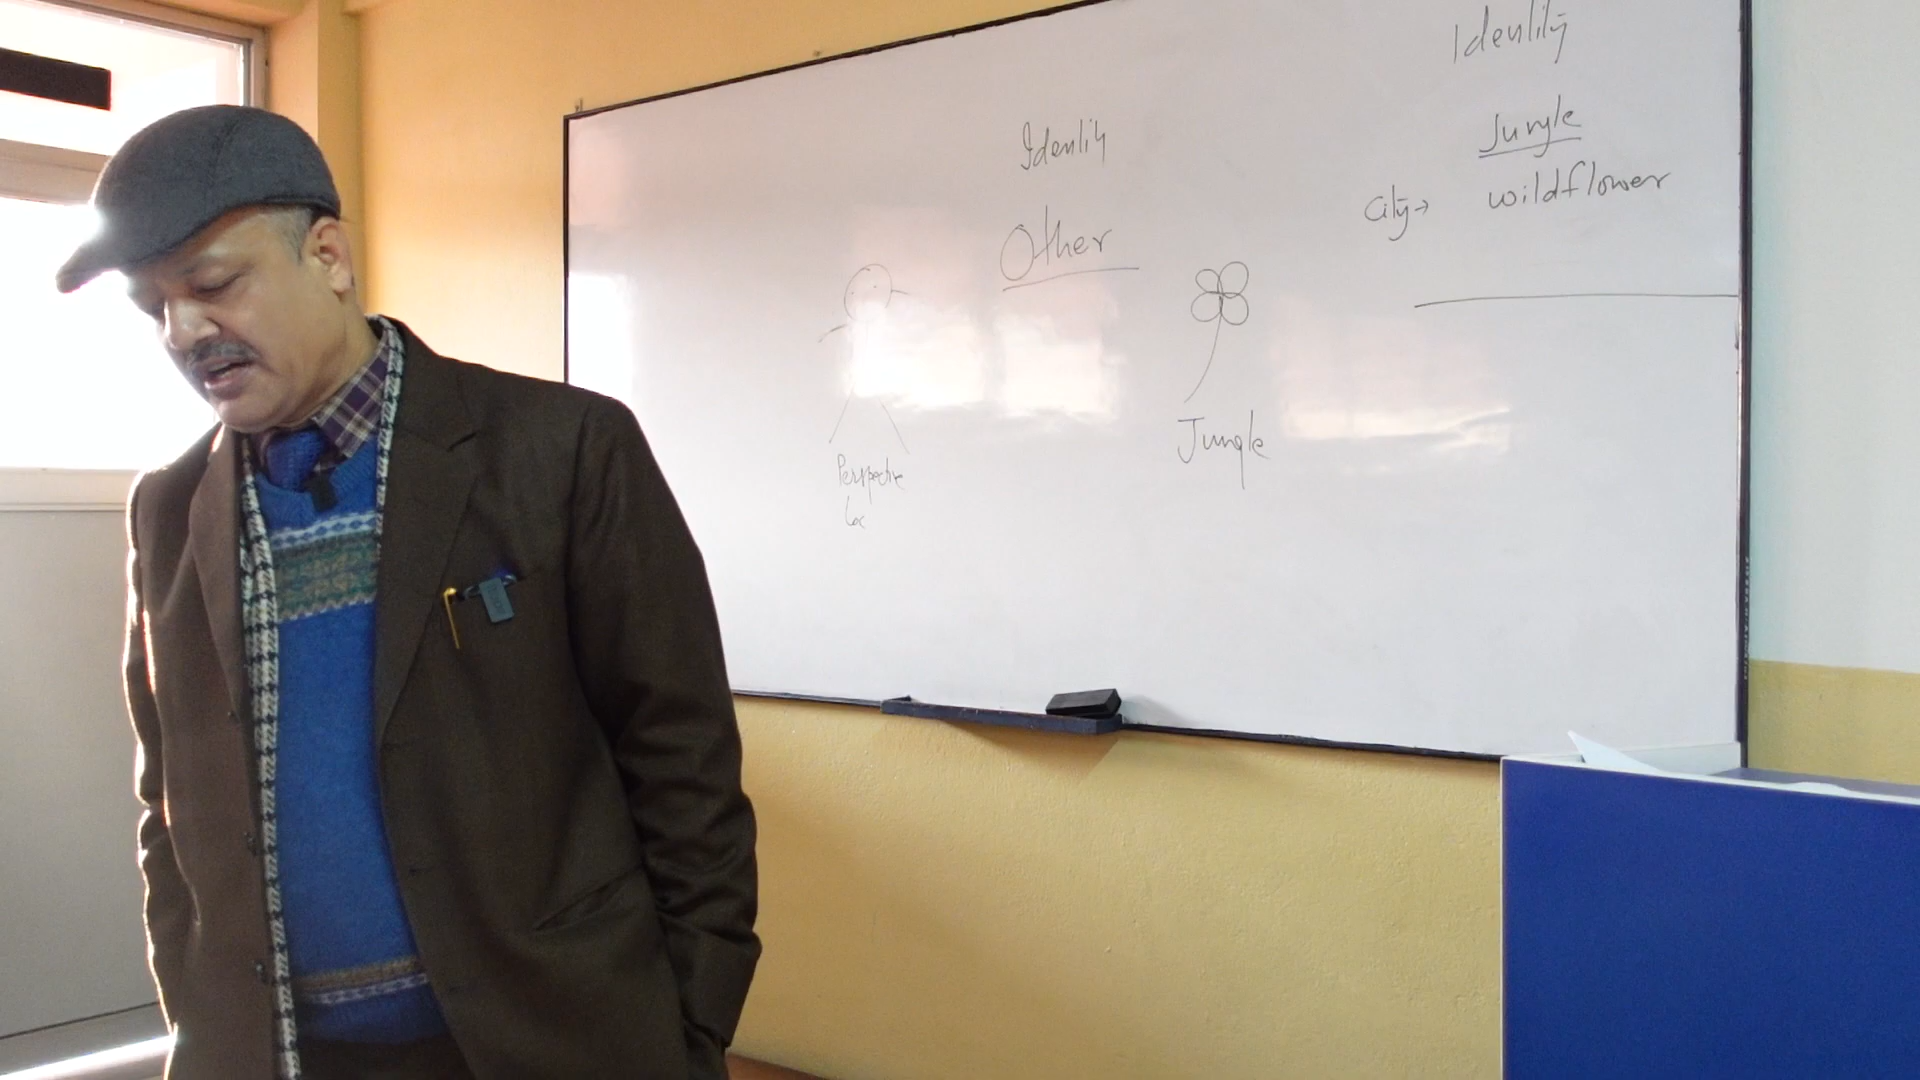 Identity
Other
Jungle
Perspective
Identity
Jungle
City→ wildflower